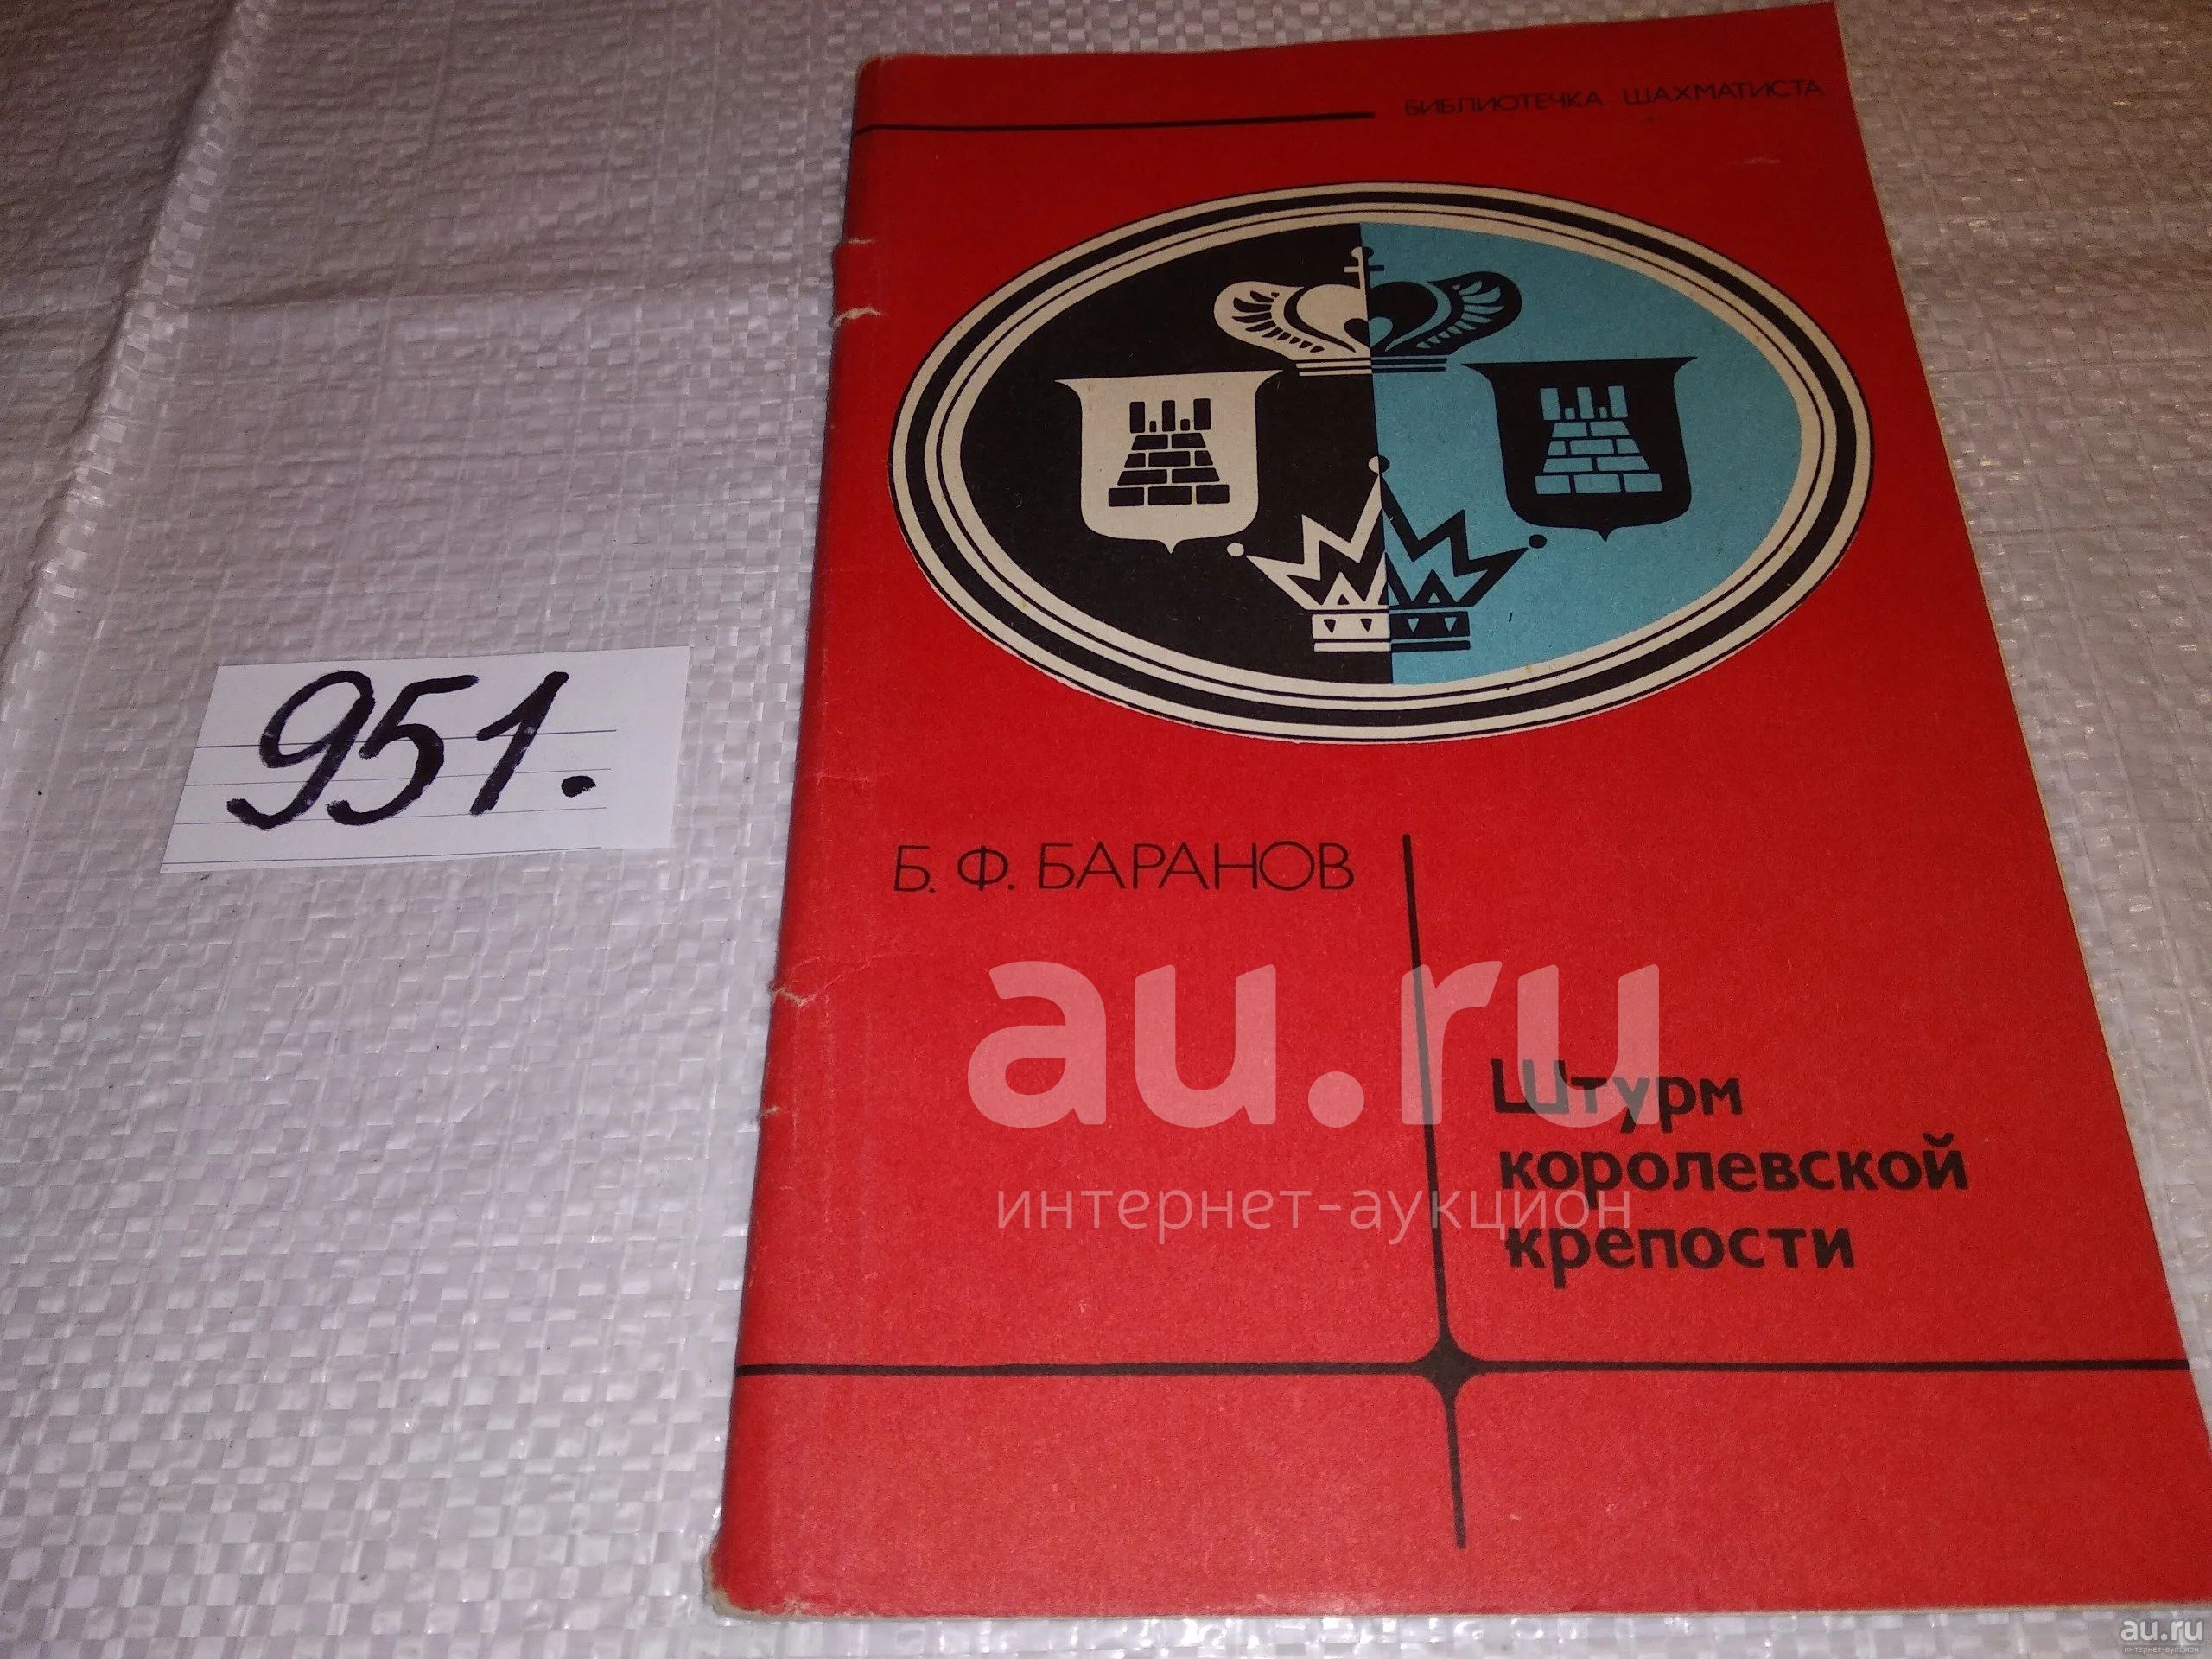 БИБЛИОТЕЧКА ШАХМАТИСТА
951.
Б. Ф. БАРАНОВ
au.ru
интернет-аукцион
Штурм
королевской
крепости
au.ru
интернет-аукцион